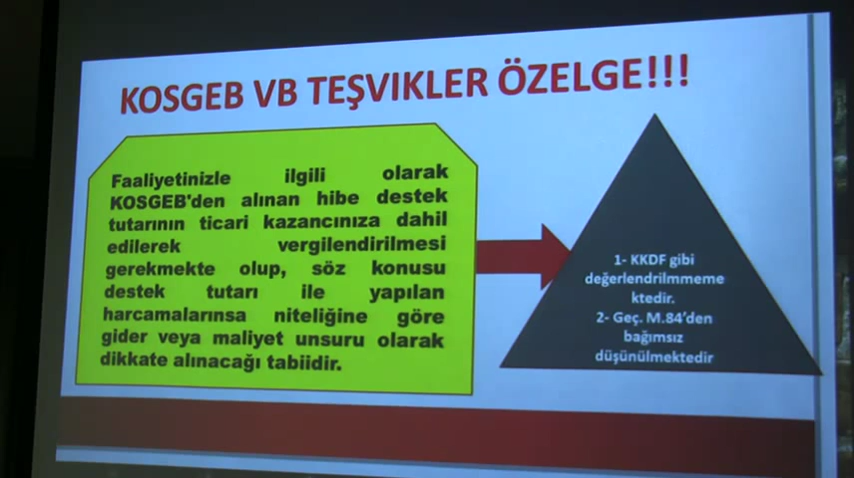 KOSGEB VB TEŞVIKLER ÖZELGE!!!
Faaliyetinizle ilgili olarak
KOSGEB'den alınan hibe destek
tutarının ticari kazancınıza dahil
edilerek vergilendirilmesi
gerekmekte olup, söz konusu
destek tutarı ile yapılan
harcamalarınsa niteliğine göre
gider veya maliyet unsuru olarak
dikkate alınacağı tabiidir.
1- KKDF gibi
değerlendrilmmeme
ktedir.
2- Geç. M.84'den
bağımsız
düşünülmektedir